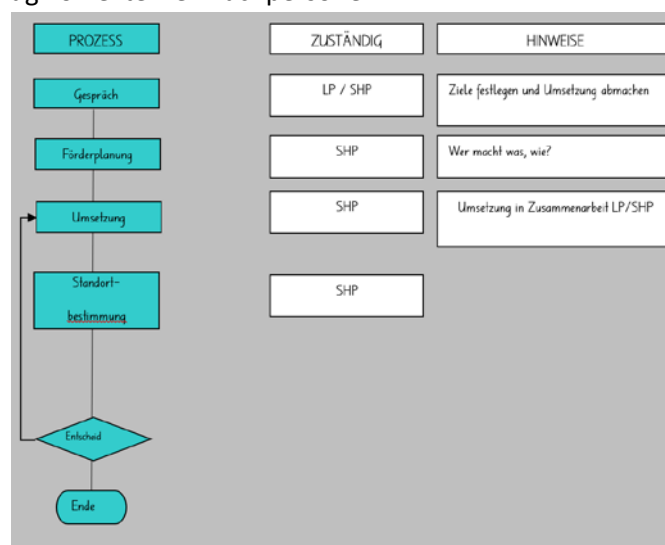 PROZESS ZUSTÄNDIG HINWEISE
Gespräch LP / SHP Ziele festlegen und Umsetzung abmachen
Förderplanung SHP Wer macht was, wie?
Umsetzung SHP Umsetzung in Zusammenarbeit LP/SHP
Standort-
bestimmung SHP
Entscheid
Ende